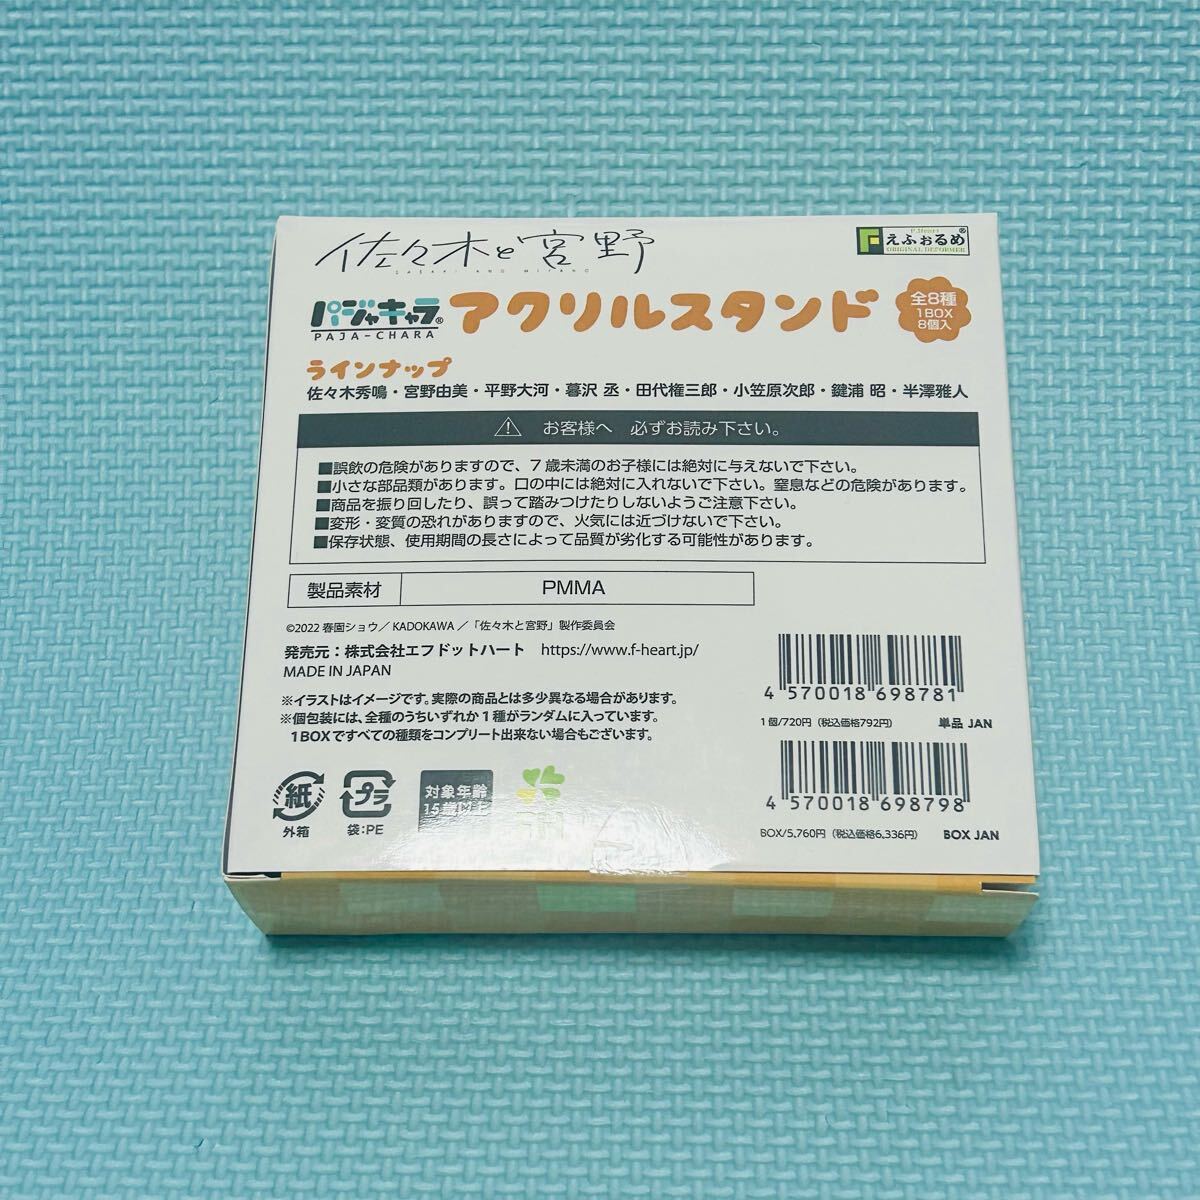 佐々木と宮野
SASAKI AND MIYANO
F.Heart
えふぉるめ®
ORIGINAL DEFORMER
パジャキャラ®
PAJA-CHARA
アクリルスタンド
全8種
1BOX
8個入
ラインナップ
佐々木秀鳴・宮野由美・平野大河・暮沢 丞・田代権三郎・小笠原次郎・鍵浦 昭・半澤雅人
お客様へ 必ずお読み下さい。
■誤飲の危険がありますので、7歳未満のお子様には絶対に与えないで下さい。
■小さな部品類があります。口の中には絶対に入れないで下さい。窒息などの危険があります。
■商品を振り回したり、誤って踏みつけたりしないようご注意下さい。
■変形・変質の恐れがありますので、火気には近づけないで下さい。
■保存状態、使用期間の長さによって品質が劣化する可能性があります。
製品素材 PMMA
©2022 春園ショウ／KADOKAWA／「佐々木と宮野」製作委員会
発売元：株式会社エフドットハート https://www.f-heart.jp/
MADE IN JAPAN
※イラストはイメージです。実際の商品とは多少異なる場合があります。
※個包装には、全種のうちいずれか1種がランダムに入っています。
1BOXですべての種類をコンプリート出来ない場合もございます。
4 570018 698781
1個/720円（税込価格792円） 単品 JAN
4 570018 698798
BOX/5,760円（税込価格6,336円） BOX JAN
紙
外箱
プラ
袋:PE
対象年齢
15歳以上